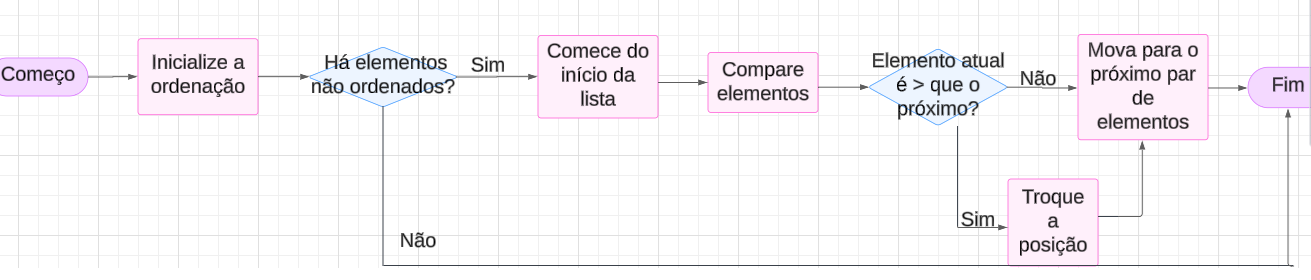 Começo
Inicialize a
ordenação
Há elementos
não ordenados?
Sim
Comece do
início da
lista
Compare
elementos
Elemento atual
é > que o
próximo?
Não
Mova para o
próximo par
de
elementos
Fim
Sim
Troque
a
posição
Não